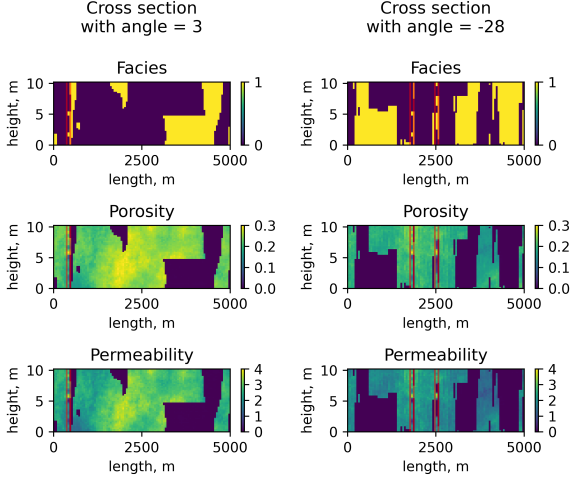 Cross section
with angle = 3
Cross section
with angle = -28
Facies
Facies
height, m
10
5
0
0
2500
5000
length, m
1
0
height, m
10
5
0
0
2500
5000
length, m
1
0
Porosity
Porosity
height, m
10
5
0
0
2500
5000
length, m
0.3
0.2
0.1
0.0
height, m
10
5
0
0
2500
5000
length, m
0.3
0.2
0.1
0.0
Permeability
Permeability
height, m
10
5
0
0
2500
5000
length, m
4
3
2
1
0
height, m
10
5
0
0
2500
5000
length, m
4
3
2
1
0